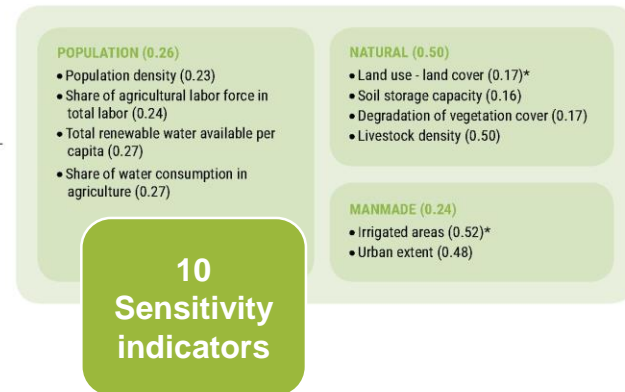 POPULATION (0.26)
• Population density (0.23)
• Share of agricultural labor force in
total labor (0.24)
• Total renewable water available per
capita (0.27)
• Share of water consumption in
agriculture (0.27)
NATURAL (0.50)
• Land use - land cover (0.17)*
• Soil storage capacity (0.16)
• Degradation of vegetation cover (0.17)
• Livestock density (0.50)
MANMADE (0.24)
• Irrigated areas (0.52)*
• Urban extent (0.48)
10
Sensitivity
indicators